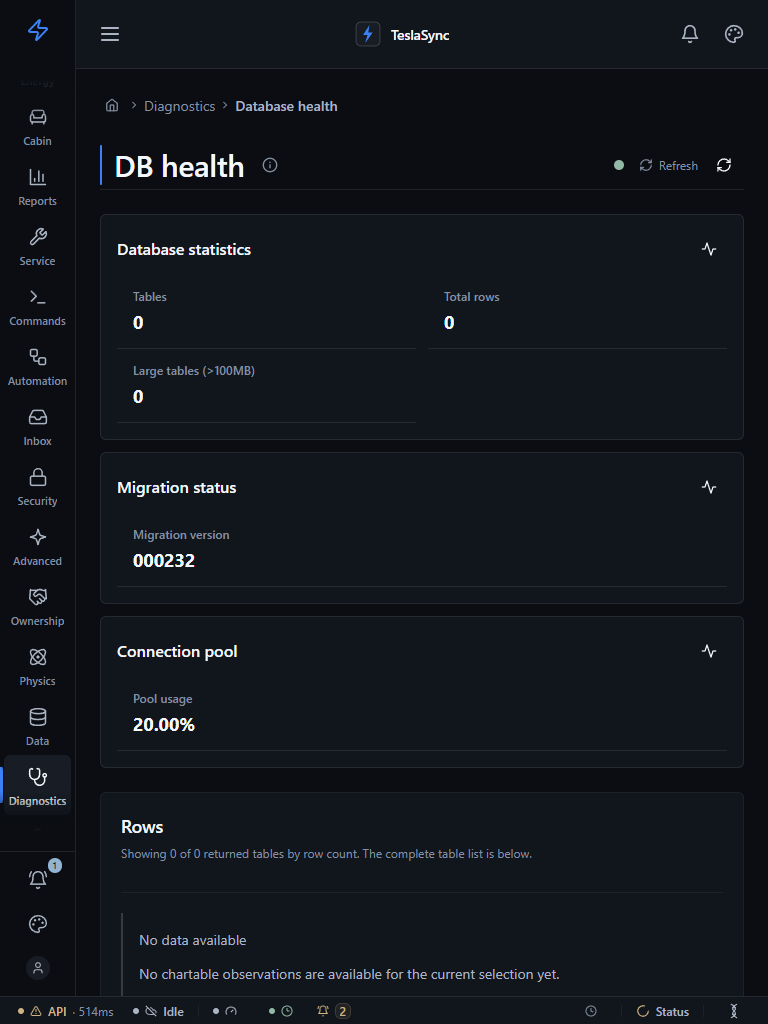 TeslaSync
Energy
Cabin
Reports
Service
Commands
Automation
Inbox
Security
Advanced
Ownership
Physics
Data
Diagnostics
1
Diagnostics
Database health
DB health
Refresh
Database statistics
Tables
0
Total rows
0
Large tables (>100MB)
0
Migration status
Migration version
000232
Connection pool
Pool usage
20.00%
Rows
Showing 0 of 0 returned tables by row count. The complete table list is below.
No data available
No chartable observations are available for the current selection yet.
API · 514ms
Idle
2
Status